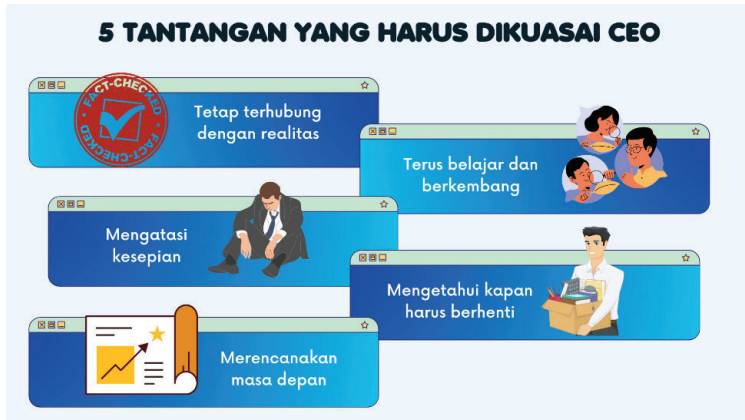 5 TANTANGAN YANG HARUS DIKUASAI CEO
FACT-CHECKED
FACT-CHECKED
Tetap terhubung
dengan realitas
Terus belajar dan
berkembang
Mengatasi
kesepian
Mengetahui kapan
harus berhenti
Merencanakan
masa depan